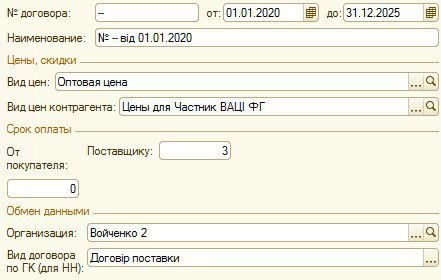 № договора: -- от: 01.01.2020 до: 31.12.2025
Наименование: № -- від 01.01.2020
Цены, скидки
Вид цен: Оптовая цена ...
Вид цен контрагента: Цены для Частник ВАЦІ ФГ ...
Срок оплаты
От покупателя: Поставщику: 3
0
Обмен данными
Организация: Войченко 2 ...
Вид договора
по ГК (для НН): Договір поставки ...